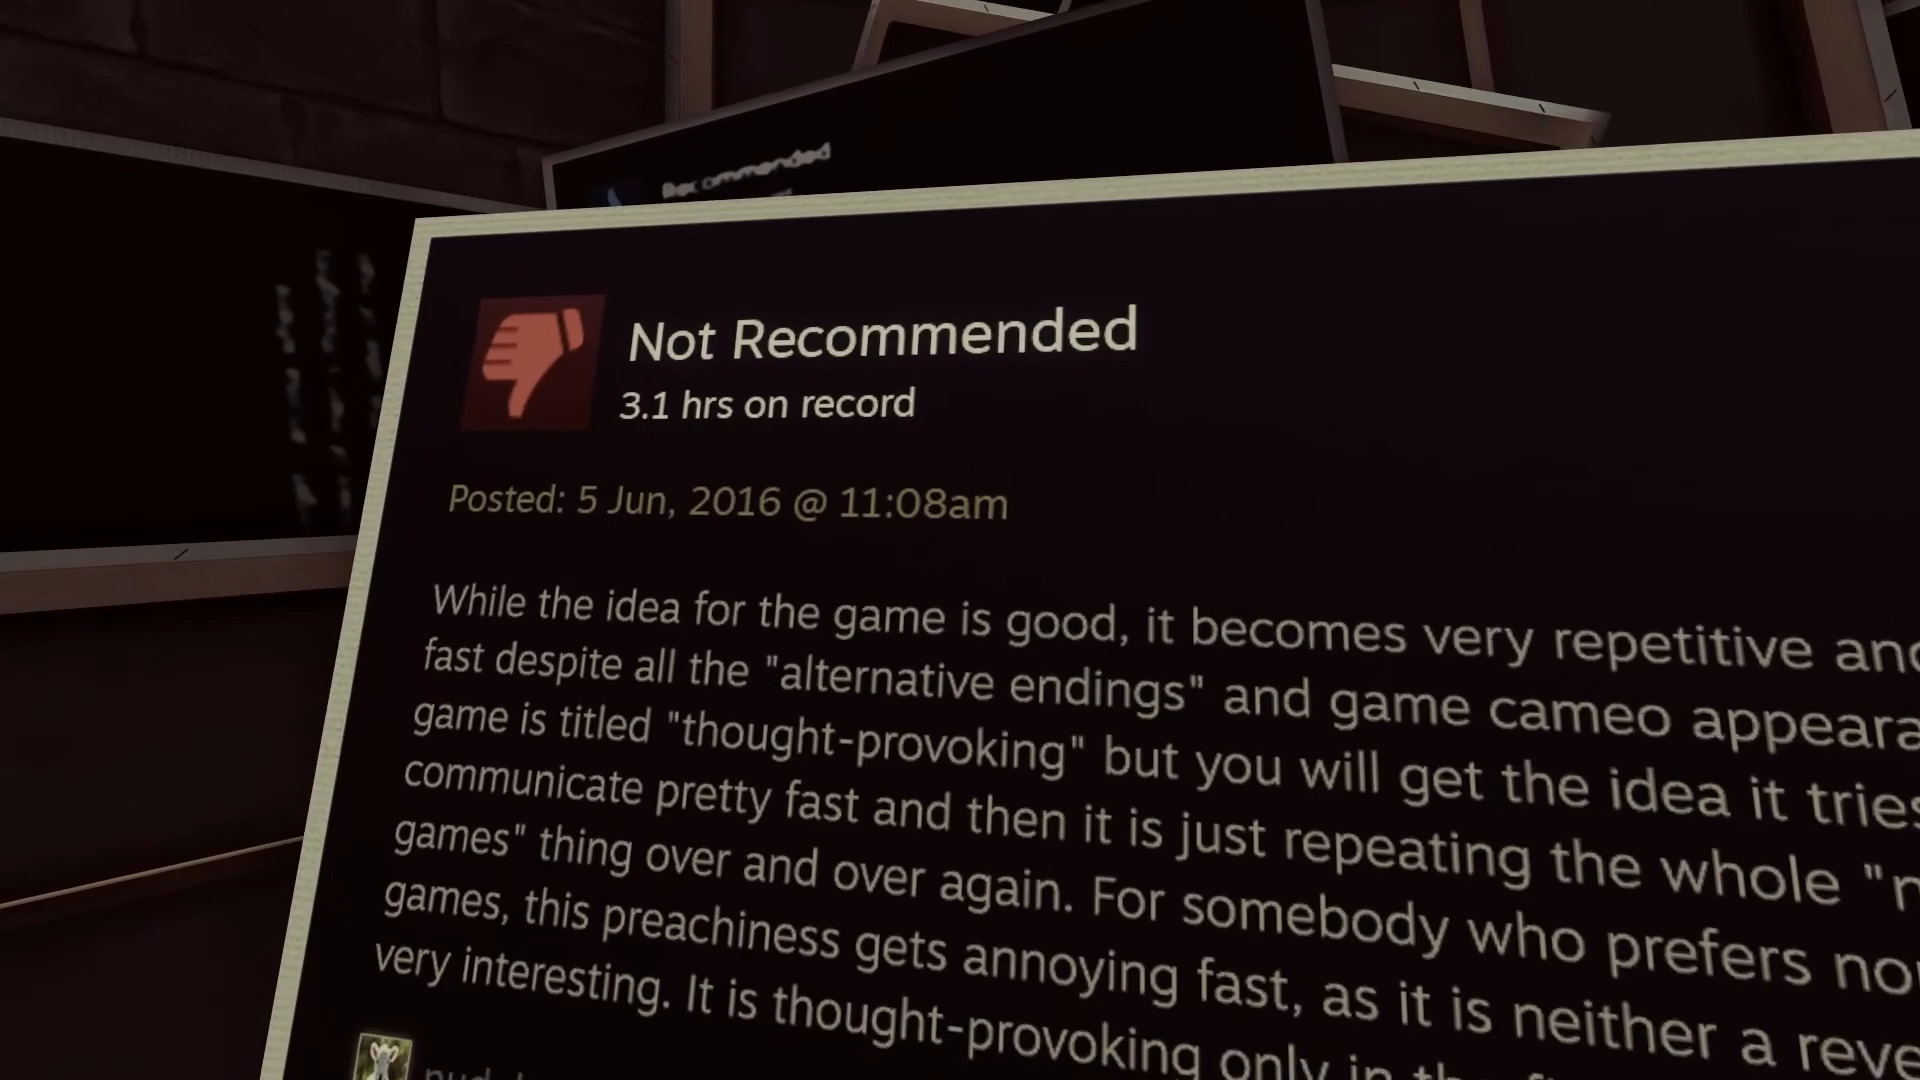 Recommended
Not Recommended
3.1 hrs on record
Posted: 5 Jun, 2016 @ 11:08am
While the idea for the game is good, it becomes very repetitive and
fast despite all the "alternative endings" and game cameo appeara
game is titled "thought-provoking" but you will get the idea it tries
communicate pretty fast and then it is just repeating the whole "n
games" thing over and over again. For somebody who prefers no
games, this preachiness gets annoying fast, as it is neither a reve
very interesting. It is thought-provoking only in the